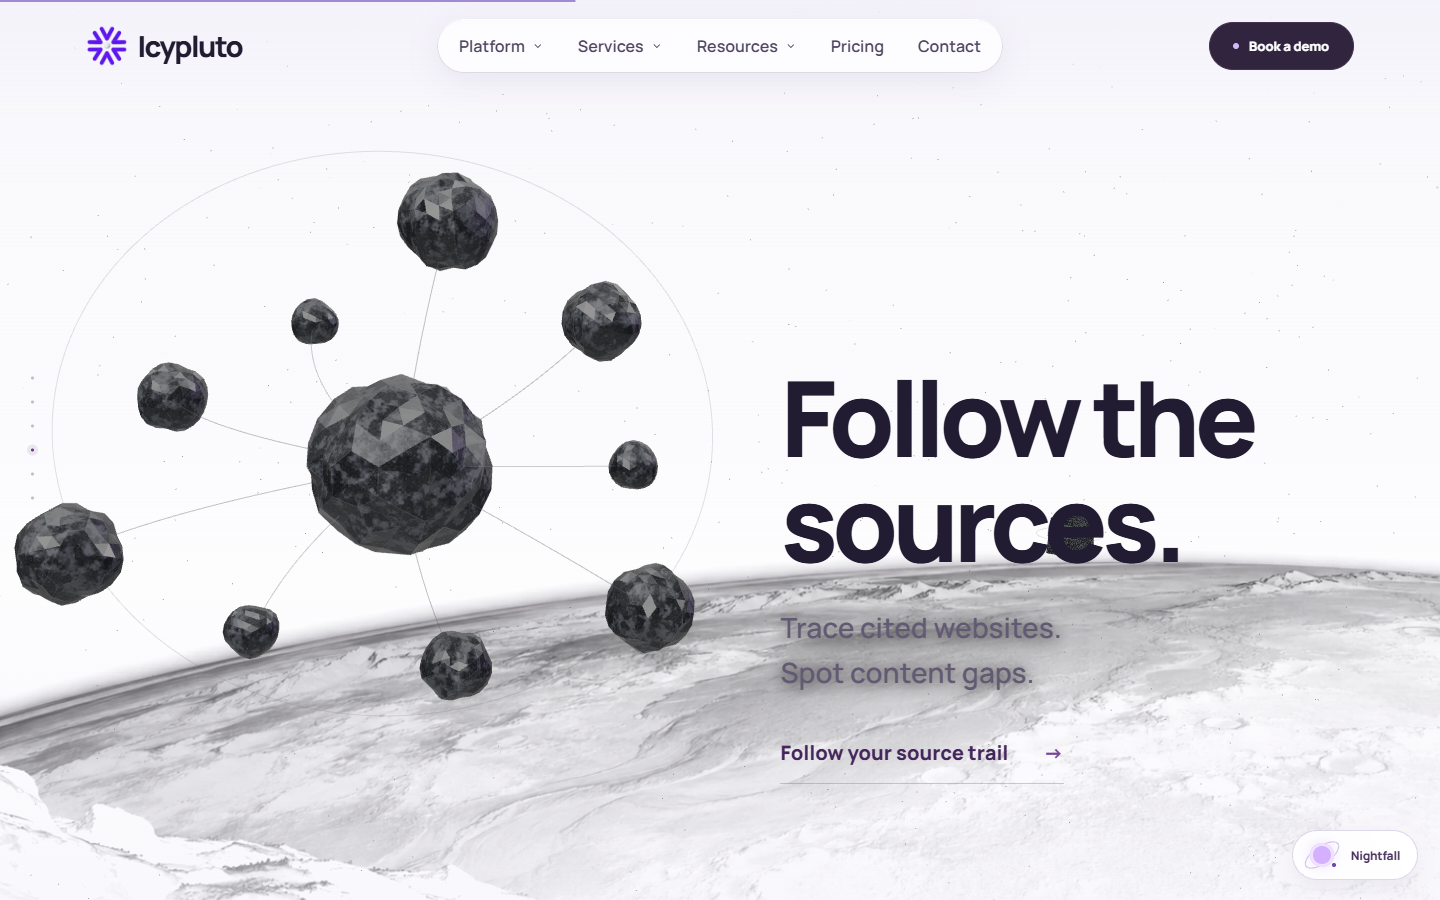 Icypluto
Platform
Services
Resources
Pricing
Contact
Book a demo
Follow the
sources.
Trace cited websites.
Spot content gaps.
Follow your source trail →
Nightfall